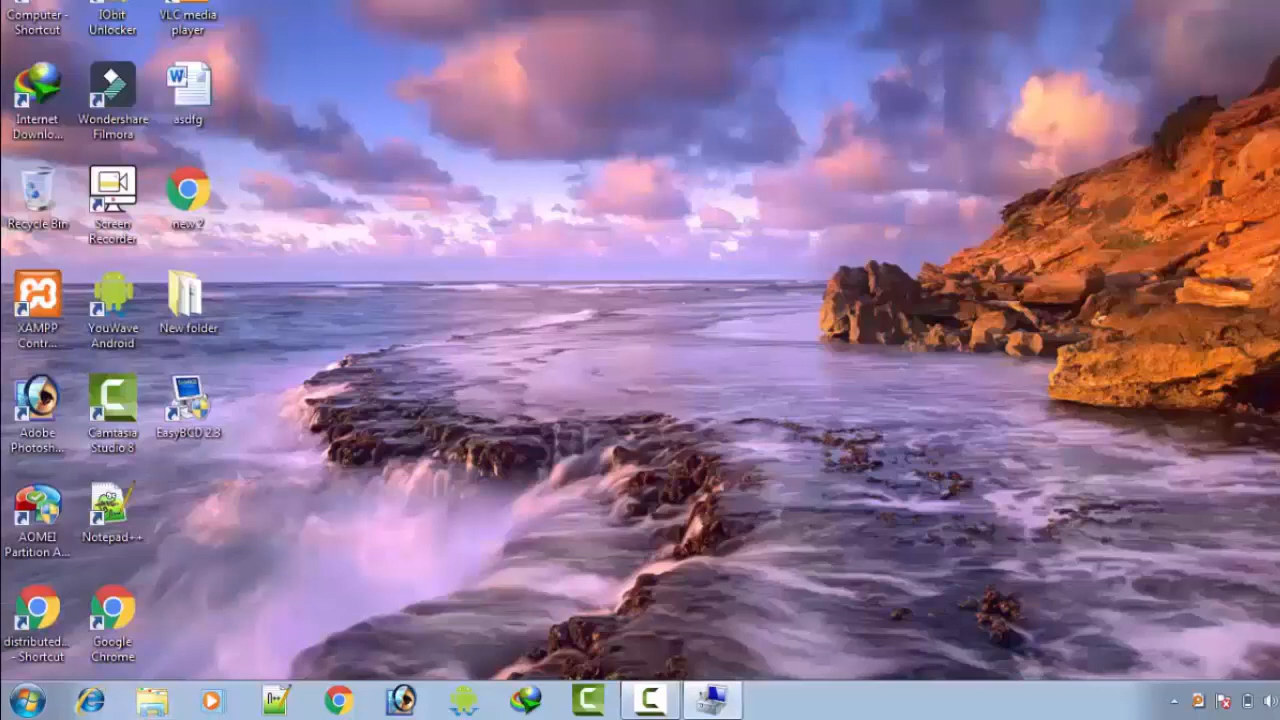 Computer -
Shortcut
IObit
Unlocker
VLC media
player
Internet
Downlo...
Wondershare
Filmora
asdfg
Recycle Bin
Screen
Recorder
new 2
XAMPP
Contr...
YouWave
Android
New folder
Adobe
Photosh...
Camtasia
Studio 8
EasyBCD 2.3
AOMEI
Partition A...
Notepad++
distributed...
- Shortcut
Google
Chrome